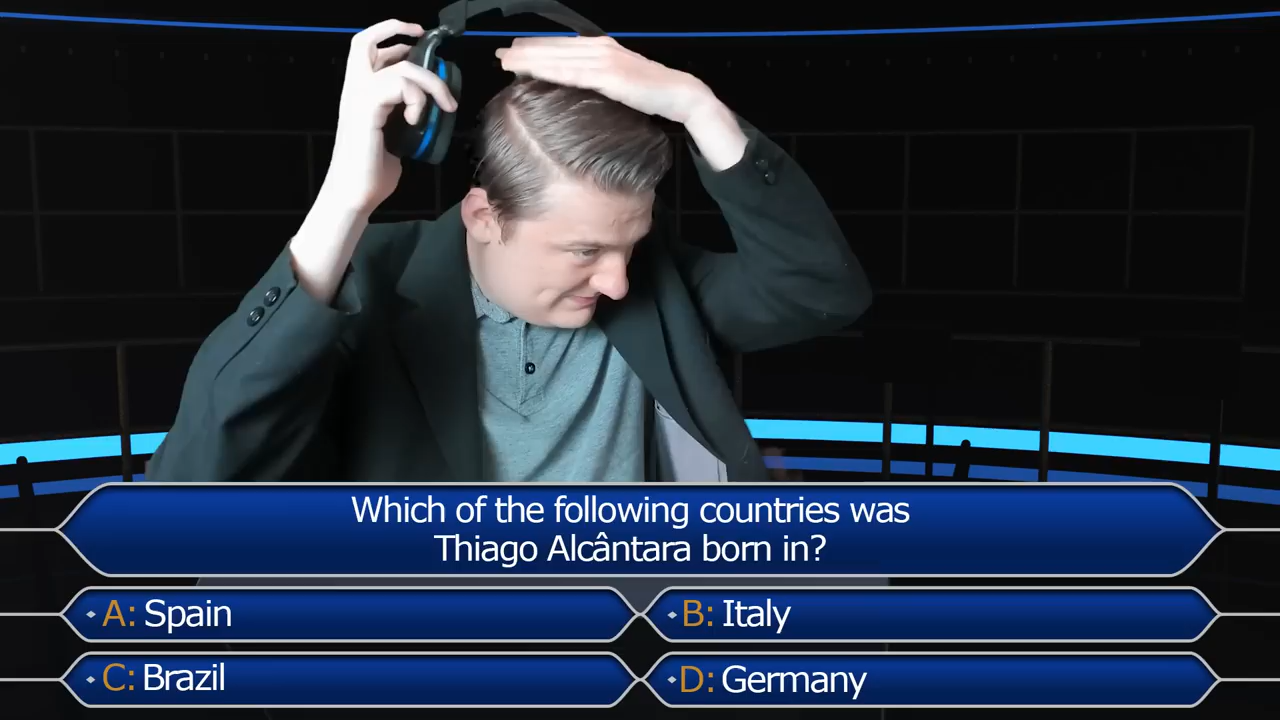 Which of the following countries was
Thiago Alcântara born in?
A: Spain
B: Italy
C: Brazil
D: Germany